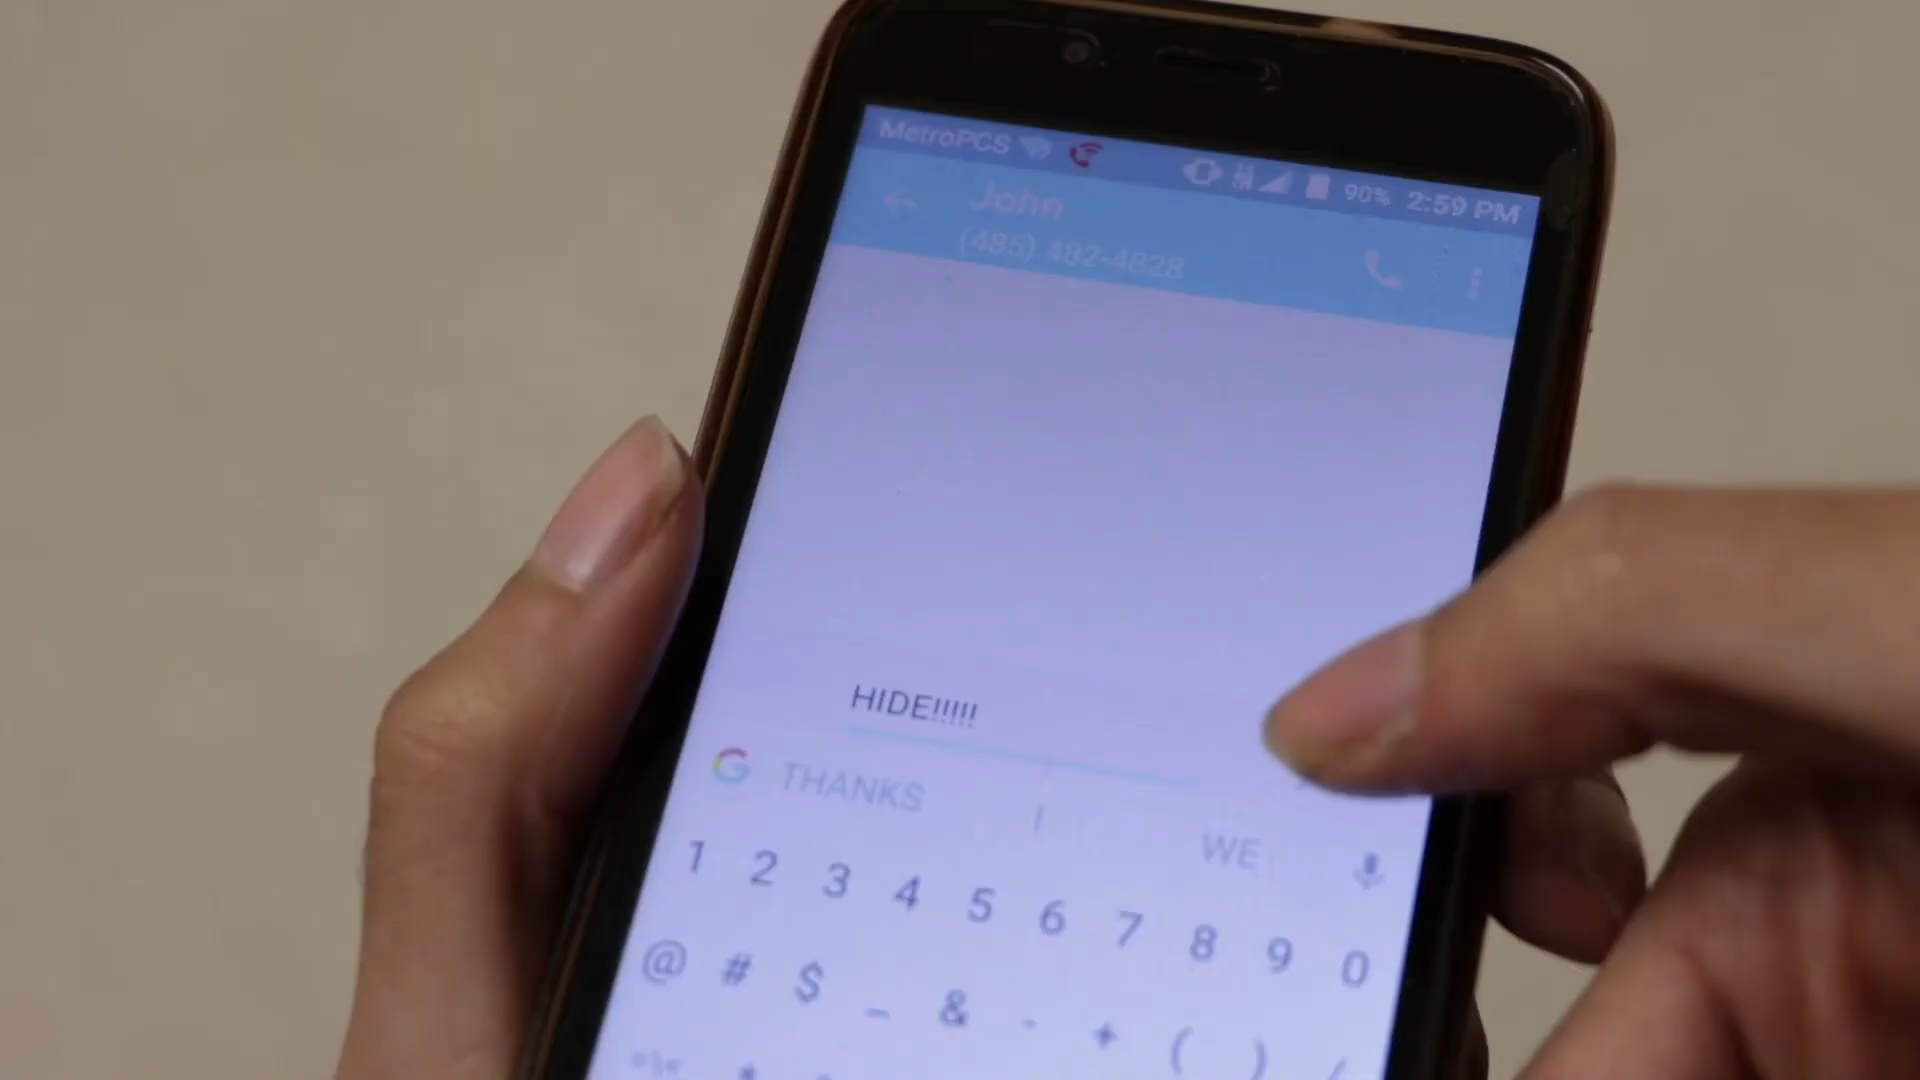 MetroPCS 90% 2:59 PM
John
(485) 482-4828
HIDE!!!!!
THANKS I WE
1 2 3 4 5 6 7 8 9 0
@ # $ _ & - + ( ) /